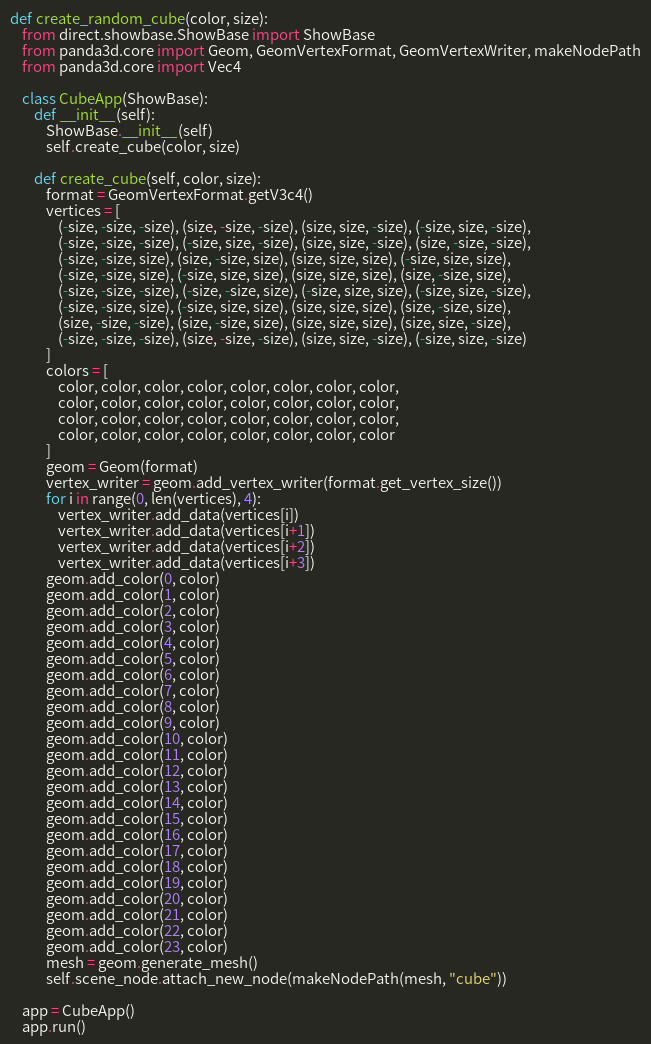 def create_random_cube(color, size):
    from direct.showbase.ShowBase import ShowBase
    from panda3d.core import Geom, GeomVertexFormat, GeomVertexWriter, makeNodePath
    from panda3d.core import Vec4

    class CubeApp(ShowBase):
        def __init__(self):
            ShowBase.__init__(self)
            self.create_cube(color, size)

        def create_cube(self, color, size):
            format = GeomVertexFormat.getV3c4()
            vertices = [
                (-size, -size, -size), (size, -size, -size), (size, size, -size), (-size, size, -size),
                (-size, -size, -size), (-size, size, -size), (size, size, -size), (size, -size, -size),
                (-size, -size, size), (size, -size, size), (size, size, size), (-size, size, size),
                (-size, -size, size), (-size, size, size), (size, size, size), (size, -size, size),
                (-size, -size, -size), (-size, -size, size), (-size, size, size), (-size, size, -size),
                (-size, -size, size), (-size, size, size), (size, size, size), (size, -size, size),
                (size, -size, -size), (size, -size, size), (size, size, size), (size, size, -size),
                (-size, -size, -size), (size, -size, -size), (size, size, -size), (-size, size, -size)
            ]
            colors = [
                color, color, color, color, color, color, color, color,
                color, color, color, color, color, color, color, color,
                color, color, color, color, color, color, color, color,
                color, color, color, color, color, color, color, color
            ]
            geom = Geom(format)
            vertex_writer = geom.add_vertex_writer(format.get_vertex_size())
            for i in range(0, len(vertices), 4):
                vertex_writer.add_data(vertices[i])
                vertex_writer.add_data(vertices[i+1])
                vertex_writer.add_data(vertices[i+2])
                vertex_writer.add_data(vertices[i+3])
            geom.add_color(0, color)
            geom.add_color(1, color)
            geom.add_color(2, color)
            geom.add_color(3, color)
            geom.add_color(4, color)
            geom.add_color(5, color)
            geom.add_color(6, color)
            geom.add_color(7, color)
            geom.add_color(8, color)
            geom.add_color(9, color)
            geom.add_color(10, color)
            geom.add_color(11, color)
            geom.add_color(12, color)
            geom.add_color(13, color)
            geom.add_color(14, color)
            geom.add_color(15, color)
            geom.add_color(16, color)
            geom.add_color(17, color)
            geom.add_color(18, color)
            geom.add_color(19, color)
            geom.add_color(20, color)
            geom.add_color(21, color)
            geom.add_color(22, color)
            geom.add_color(23, color)
            mesh = geom.generate_mesh()
            self.scene_node.attach_new_node(makeNodePath(mesh, "cube"))

    app = CubeApp()
    app.run()